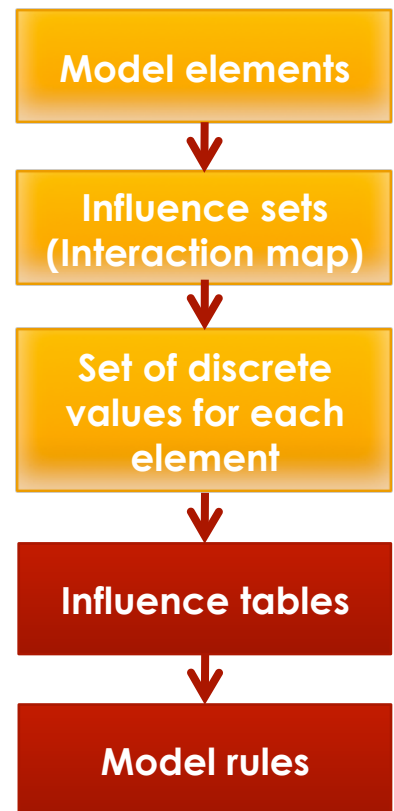 Model elements
Influence sets
(Interaction map)
Set of discrete
values for each
element
Influence tables
Model rules